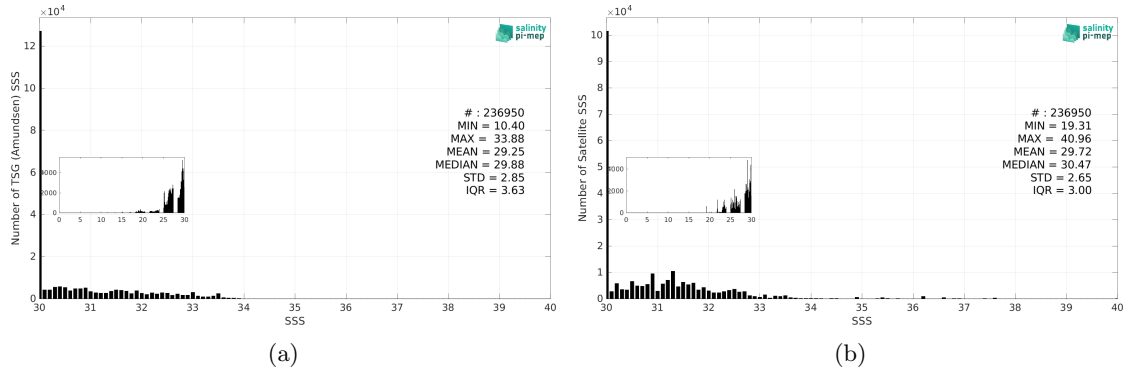 ×10⁴
salinity
pi-mep
Number of TSG (Amundsen) SSS
12
10
8
6
4
2
0
# : 236950
MIN = 10.40
MAX = 33.88
MEAN = 29.25
MEDIAN = 29.88
STD = 2.85
IQR = 3.63
4000
2000
0
0 5 10 15 20 25 30
30 31 32 33 34 35 36 37 38 39 40
SSS
(a)
×10⁴
salinity
pi-mep
Number of Satellite SSS
10
9
8
7
6
5
4
3
2
1
0
# : 236950
MIN = 19.31
MAX = 40.96
MEAN = 29.72
MEDIAN = 30.47
STD = 2.65
IQR = 3.00
4000
2000
0
0 5 10 15 20 25 30
30 31 32 33 34 35 36 37 38 39 40
SSS
(b)